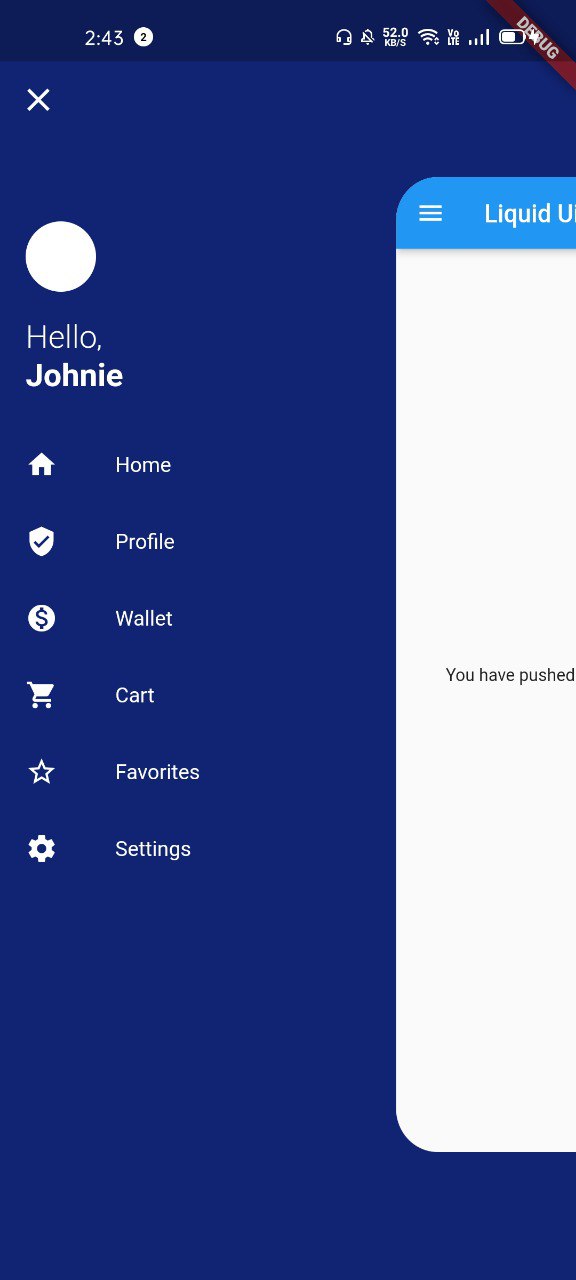 2:43 2 52.0 KB/S Vo LTE
DEBUG
Liquid Ui
Hello,
Johnie
Home
Profile
Wallet
Cart
You have pushed
Favorites
Settings